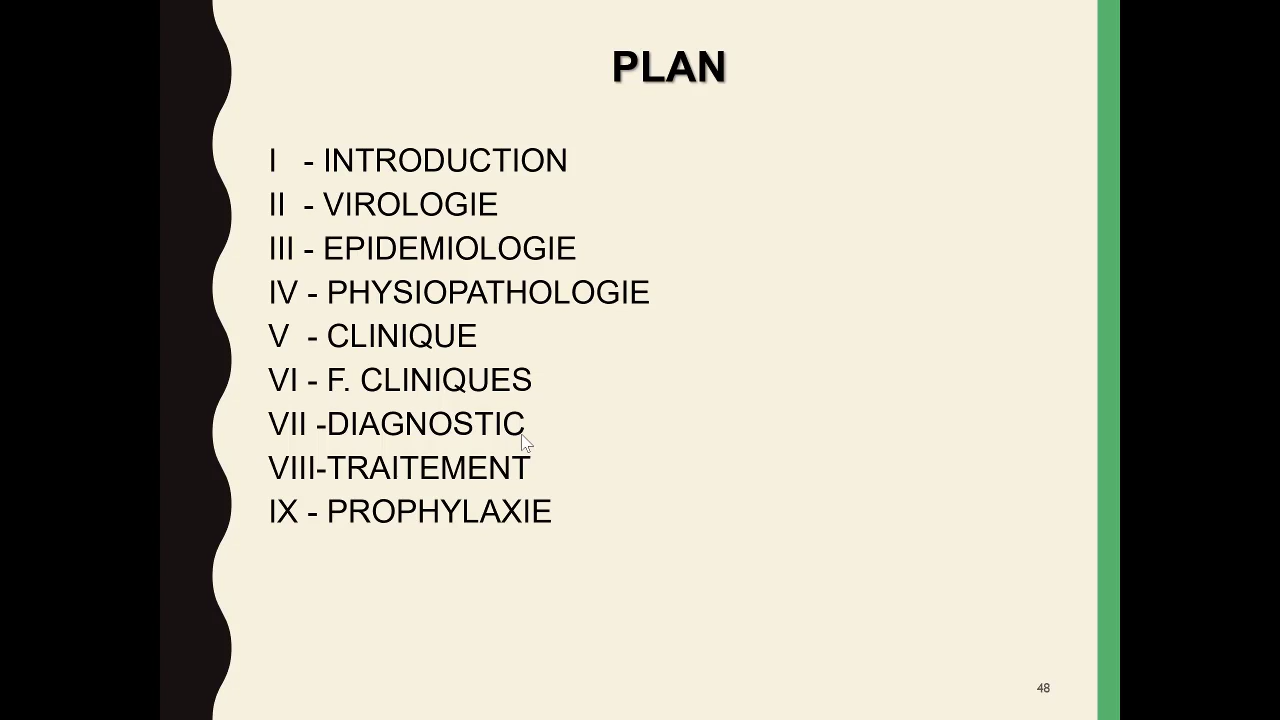 PLAN
I - INTRODUCTION
II - VIROLOGIE
III - EPIDEMIOLOGIE
IV - PHYSIOPATHOLOGIE
V - CLINIQUE
VI - F. CLINIQUES
VII -DIAGNOSTIC
VIII-TRAITEMENT
IX - PROPHYLAXIE
48